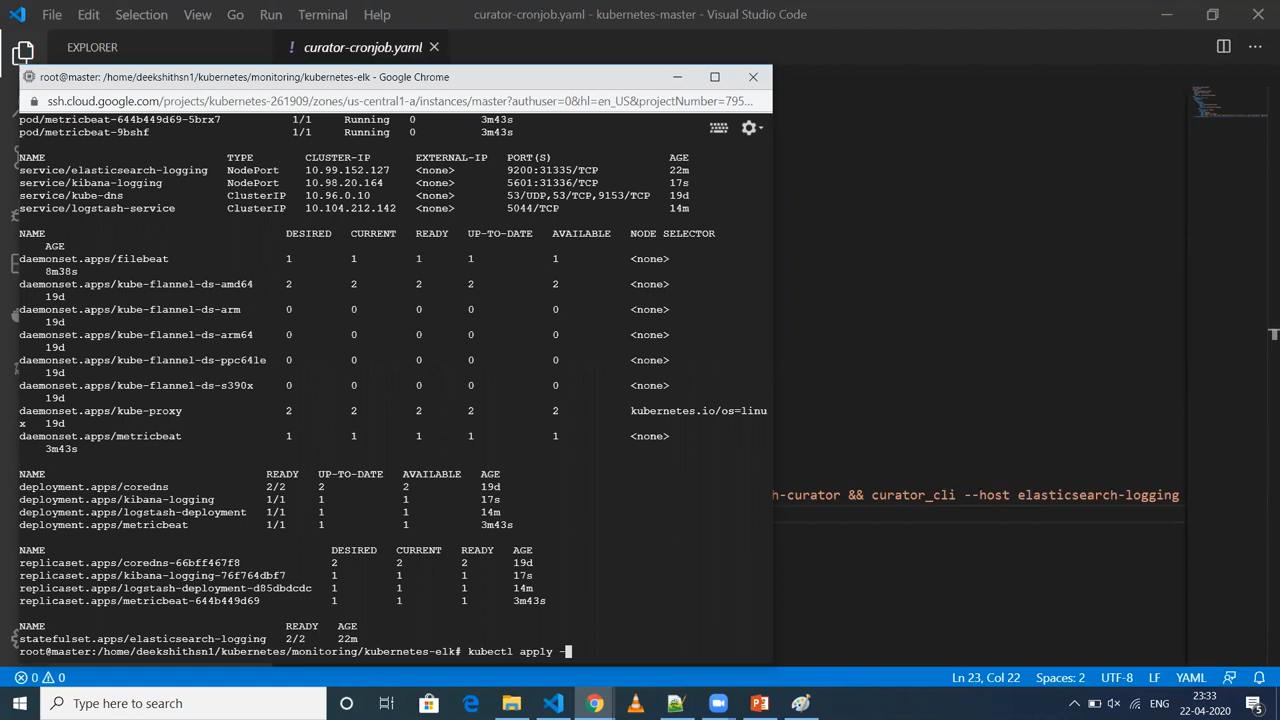 File Edit Selection View Go Run Terminal Help curator-cronjob.yaml - kubernetes-master - Visual Studio Code
EXPLORER ! curator-cronjob.yaml
root@master: /home/deekshithsn1/kubernetes/monitoring/kubernetes-elk - Google Chrome
ssh.cloud.google.com/projects/kubernetes-261909/zones/us-central1-a/instances/master?authuser=0&hl=en_US&projectNumber=795...
pod/metricbeat-644b449d69-5brx7 1/1 Running 0 3m43s
pod/metricbeat-9bshf 1/1 Running 0 3m43s
NAME TYPE CLUSTER-IP EXTERNAL-IP PORT(S) AGE
service/elasticsearch-logging NodePort 10.99.152.127 <none> 9200:31335/TCP 22m
service/kibana-logging NodePort 10.98.20.164 <none> 5601:31336/TCP 17s
service/kube-dns ClusterIP 10.96.0.10 <none> 53/UDP,53/TCP,9153/TCP 19d
service/logstash-service ClusterIP 10.104.212.142 <none> 5044/TCP 14m
NAME DESIRED CURRENT READY UP-TO-DATE AVAILABLE NODE SELECTOR
AGE
daemonset.apps/filebeat 1 1 1 1 1 <none>
8m38s
daemonset.apps/kube-flannel-ds-amd64 2 2 2 2 2 <none>
19d
daemonset.apps/kube-flannel-ds-arm 0 0 0 0 0 <none>
19d
daemonset.apps/kube-flannel-ds-arm64 0 0 0 0 0 <none>
19d
daemonset.apps/kube-flannel-ds-ppc64le 0 0 0 0 0 <none>
19d
daemonset.apps/kube-flannel-ds-s390x 0 0 0 0 0 <none>
19d
daemonset.apps/kube-proxy 2 2 2 2 2 kubernetes.io/os=linu
x 19d
daemonset.apps/metricbeat 1 1 1 1 1 <none>
3m43s
NAME READY UP-TO-DATE AVAILABLE AGE
deployment.apps/coredns 2/2 2 2 19d
deployment.apps/kibana-logging 1/1 1 1 17s
h-curator && curator_cli --host elasticsearch-logging
deployment.apps/logstash-deployment 1/1 1 1 14m
deployment.apps/metricbeat 1/1 1 1 3m43s
NAME DESIRED CURRENT READY AGE
replicaset.apps/coredns-66bff467f8 2 2 2 19d
replicaset.apps/kibana-logging-76f764dbf7 1 1 1 17s
replicaset.apps/logstash-deployment-d85dbdcdc 1 1 1 14m
replicaset.apps/metricbeat-644b449d69 1 1 1 3m43s
NAME READY AGE
statefulset.apps/elasticsearch-logging 2/2 22m
root@master:/home/deekshithsn1/kubernetes/monitoring/kubernetes-elk# kubectl apply -
0 0 Ln 23, Col 22 Spaces: 2 UTF-8 LF YAML
Type here to search
23:33
22-04-2020
5